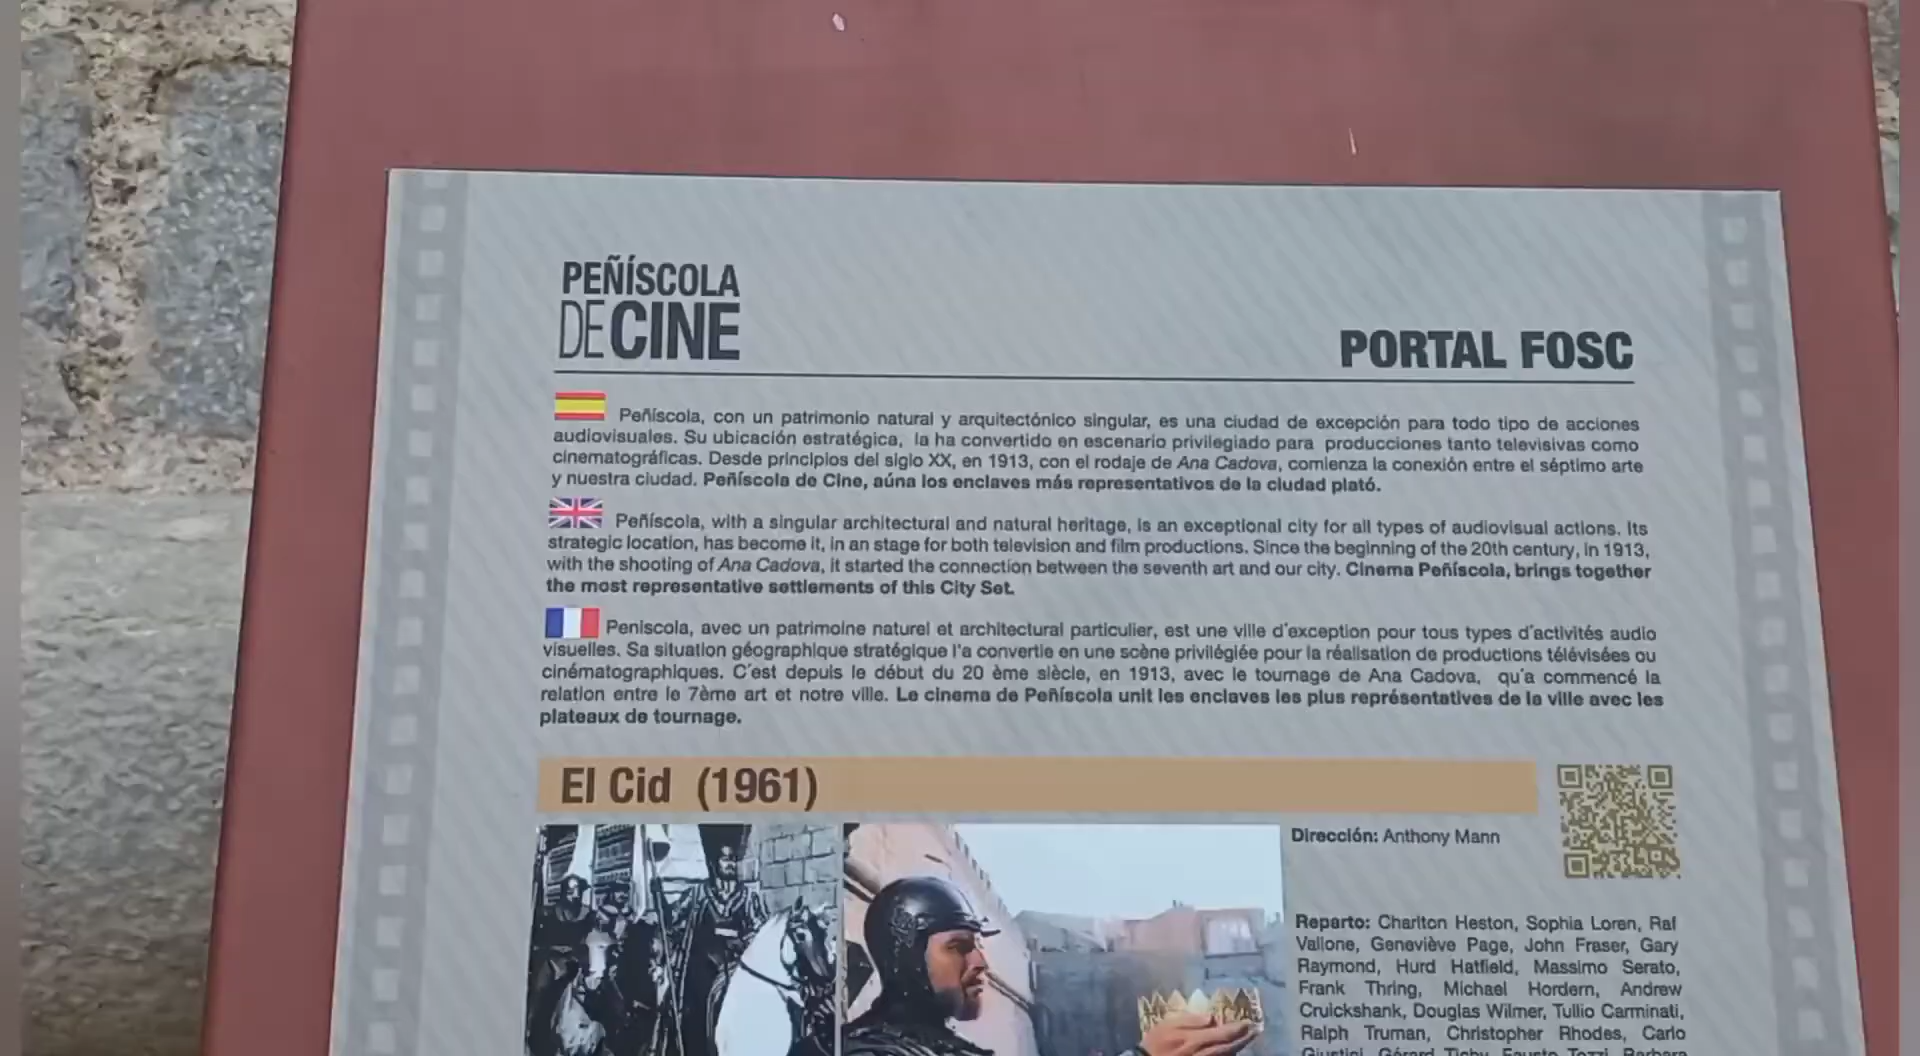 PEÑÍSCOLA
DECINE
PORTAL FOSC
Peñíscola, con un patrimonio natural y arquitectónico singular, es una ciudad de excepción para todo tipo de acciones
audiovisuales. Su ubicación estratégica, la ha convertido en escenario privilegiado para producciones tanto televisivas como
cinematográficas. Desde principios del siglo XX, en 1913, con el rodaje de Ana Cadova, comienza la conexión entre el séptimo arte
y nuestra ciudad. Peñíscola de Cine, aúna los enclaves más representativos de la ciudad plató.
Peñíscola, with a singular architectural and natural heritage, is an exceptional city for all types of audiovisual actions. Its
strategic location, has become it, in an stage for both television and film productions. Since the beginning of the 20th century, in 1913,
with the shooting of Ana Cadova, it started the connection between the seventh art and our city. Cinema Peñíscola, brings together
the most representative settlements of this City Set.
Peniscola, avec un patrimoine naturel et architectural particulier, est une ville d'exception pour tous types d'activités audio
visuelles. Sa situation géographique stratégique l'a convertie en une scène privilégiée pour la réalisation de productions télévisées ou
cinématographiques. C'est depuis le début du 20 ème siècle, en 1913, avec le tournage de Ana Cadova, qu'a commencé la
relation entre le 7ème art et notre ville. Le cinema de Peñíscola unit les enclaves les plus représentatives de la ville avec les
plateaux de tournage.
El Cid (1961)
Dirección: Anthony Mann
Reparto: Charlton Heston, Sophia Loren, Raf
Vallone, Geneviève Page, John Fraser, Gary
Raymond, Hurd Hatfield, Massimo Serato,
Frank Thring, Michael Hordern, Andrew
Cruickshank, Douglas Wilmer, Tullio Carminati,
Ralph Truman, Christopher Rhodes, Carlo
Giustini, Gérard Tichy, Fausto Tozzi, Barbara